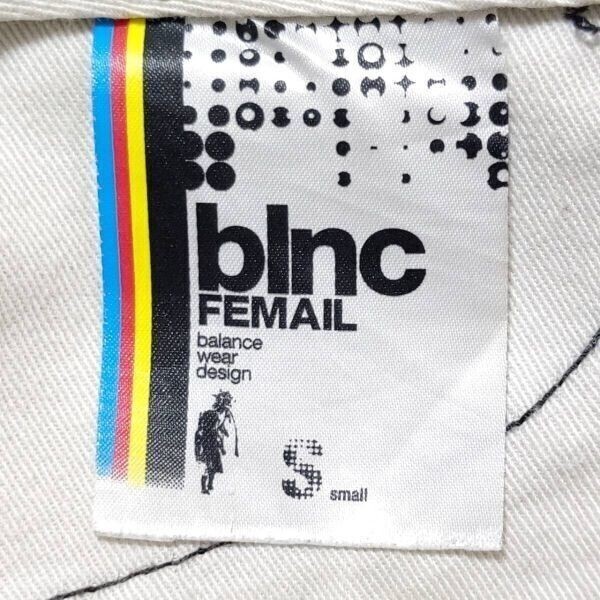 blnc
FEMAIL
balance
wear
design
S small